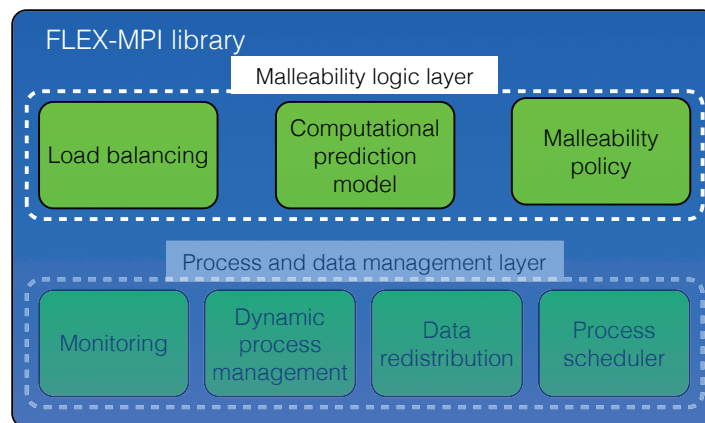 FLEX-MPI library
Malleability logic layer
Load balancing
Computational
prediction
model
Malleability
policy
Process and data management layer
Monitoring
Dynamic
process
management
Data
redistribution
Process
scheduler